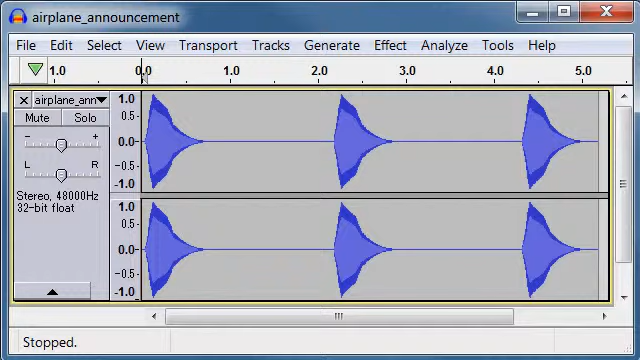 airplane_announcement
File Edit Select View Transport Tracks Generate Effect Analyze Tools Help
1.0 0.0 1.0 2.0 3.0 4.0 5.0
airplane_ann
Mute Solo
- +
L R
Stereo, 48000Hz
32-bit float
1.0
0.5
0.0
-0.5
-1.0
1.0
0.5
0.0
-0.5
-1.0
Stopped.